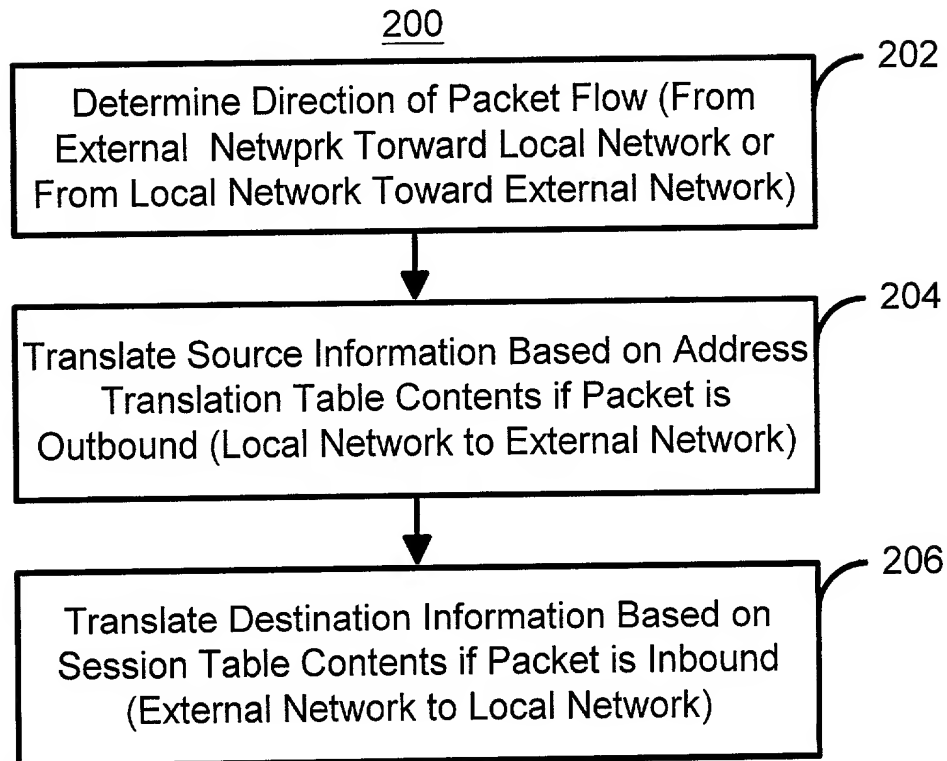 200
202
Determine Direction of Packet Flow (From
External Netwprk Torward Local Network or
From Local Network Toward External Network)
204
Translate Source Information Based on Address
Translation Table Contents if Packet is
Outbound (Local Network to External Network)
206
Translate Destination Information Based on
Session Table Contents if Packet is Inbound
(External Network to Local Network)